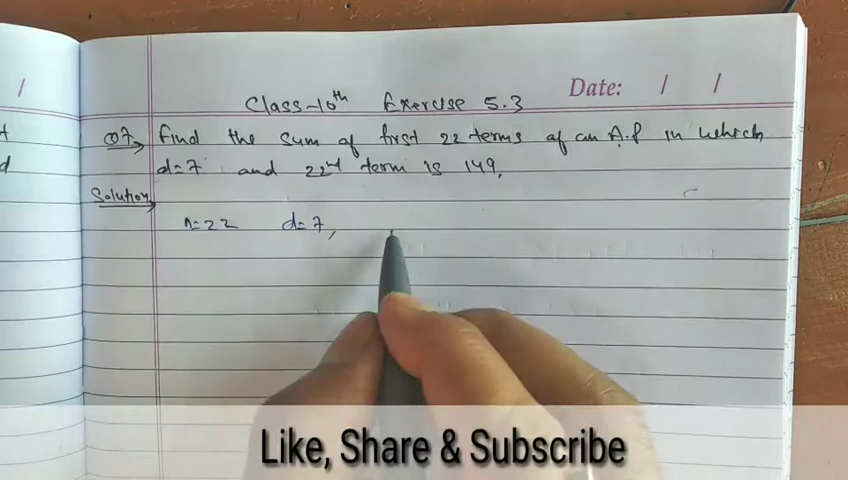 Class-10th Exercise 5.3
Date: / /
Q7 Find the sum of first 22 terms of an A.P in which
d=7 and 22nd term is 149.
Solution
n=22 d=7,
Like, Share & Subscribe